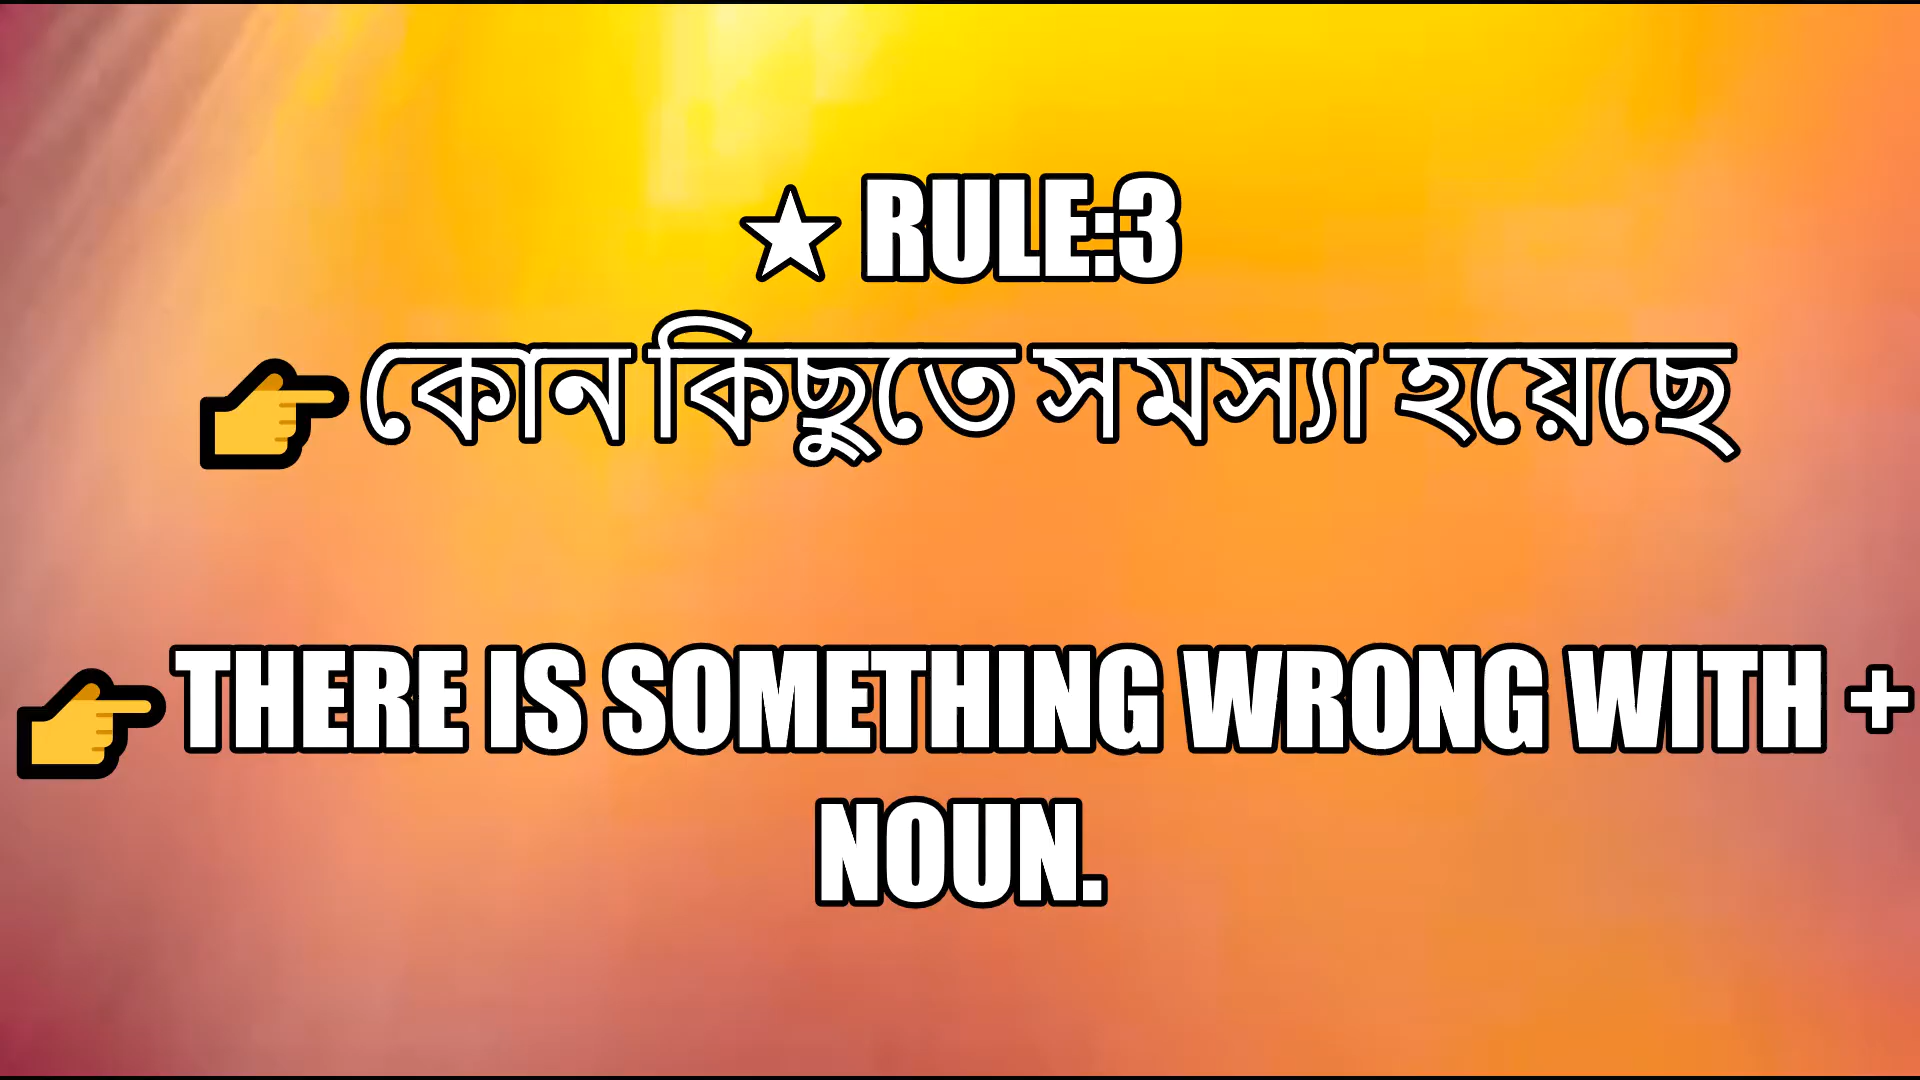 ★ RULE:3
👉কোন কিছুতে সমস্যা হয়েছে
👉THERE IS SOMETHING WRONG WITH +
NOUN.